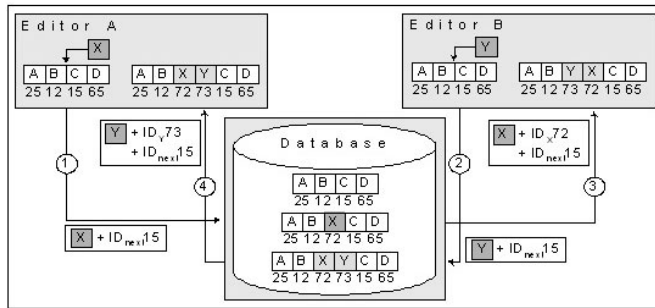 Editor A
X
A B C D
25 12 15 65
A B X Y C D
25 12 72 73 15 65
Editor B
Y
A B C D
25 12 15 65
A B Y X C D
25 12 73 72 15 65
1
Y + IDY73
+ IDnext15
4
2
X + IDX72
+ IDnext15
3
Database
A B C D
25 12 15 65
A B X C D
25 12 72 15 65
A B X Y C D
25 12 72 73 15 65
X + IDnext15
Y + IDnext15